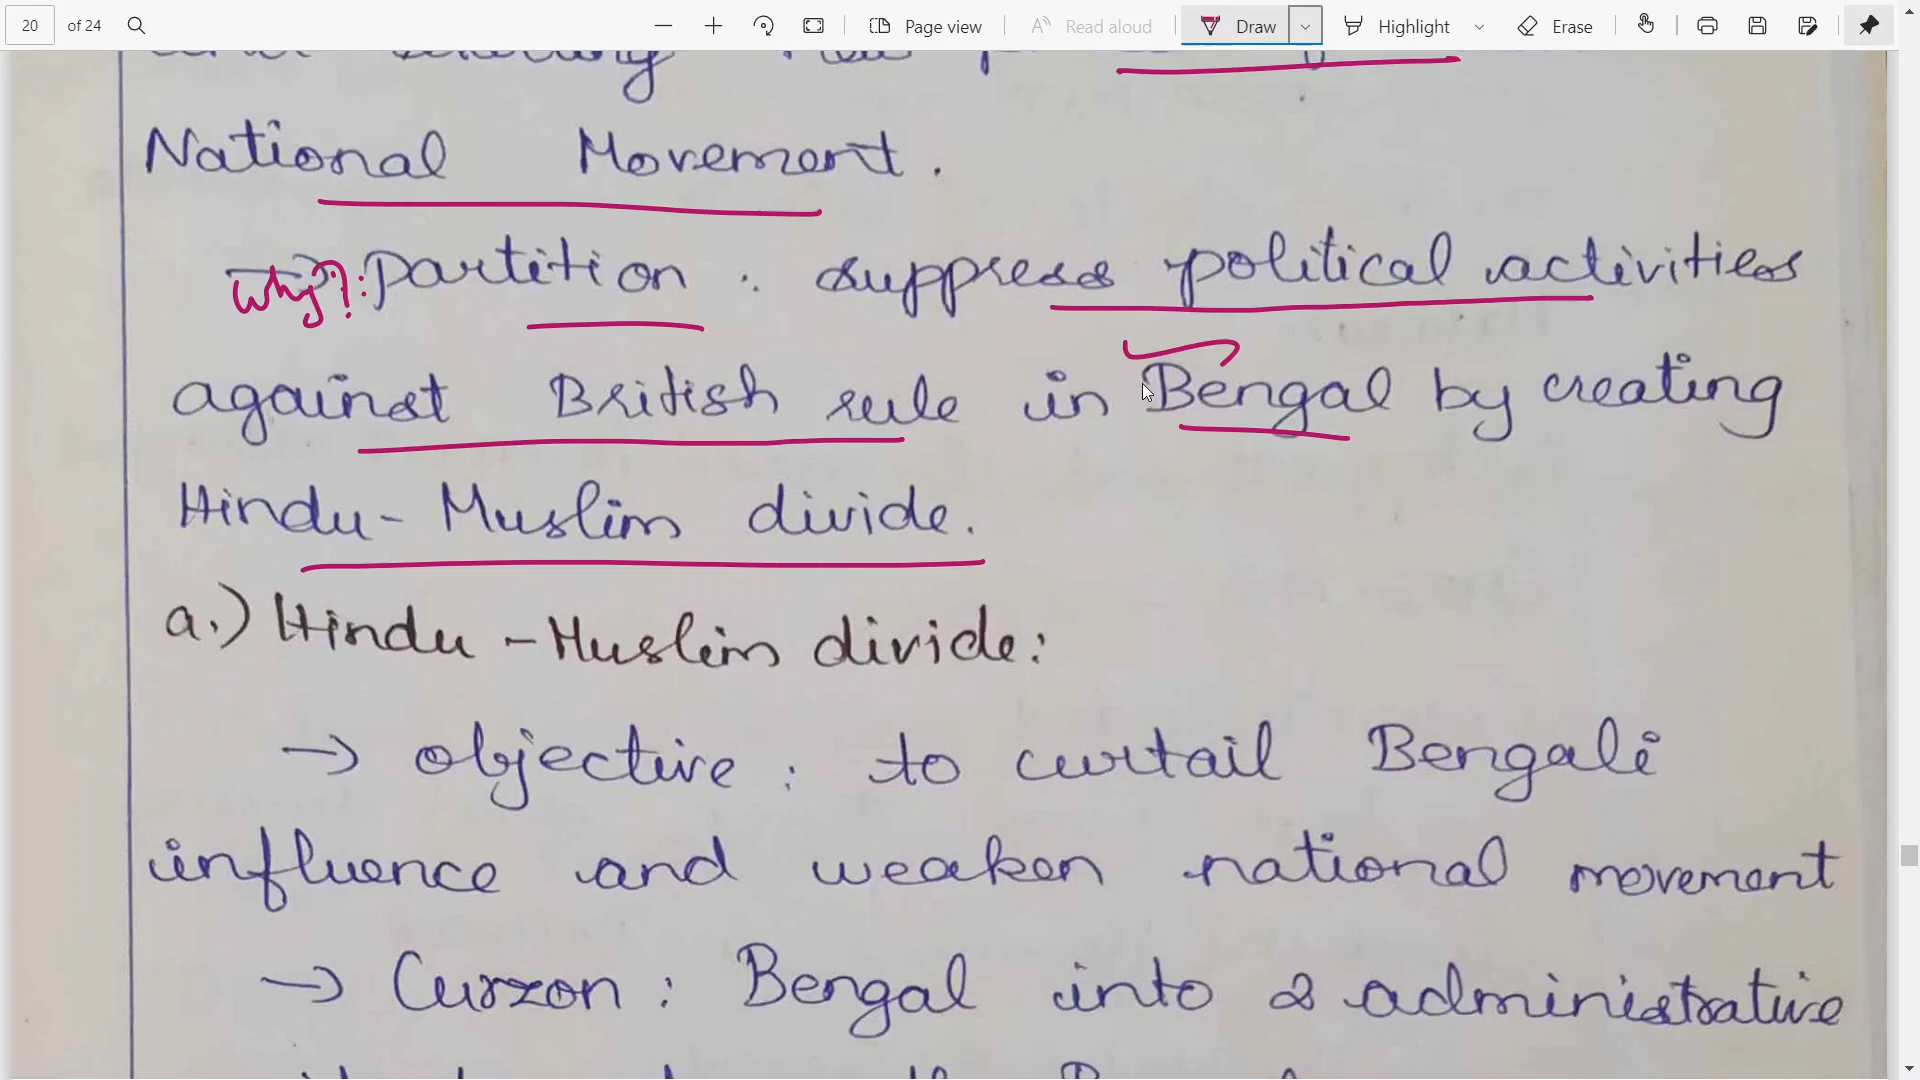 20 of 24 Page view Read aloud Draw Highlight Erase
National Movement.
Why?: → Partition : suppress political activities
against British rule in Bengal by creating
Hindu - Muslim divide.
a.) Hindu - Muslim divide:
→ objective : to curtail Bengali
influence and weaken national movement
→ Curzon : Bengal into 2 administrative